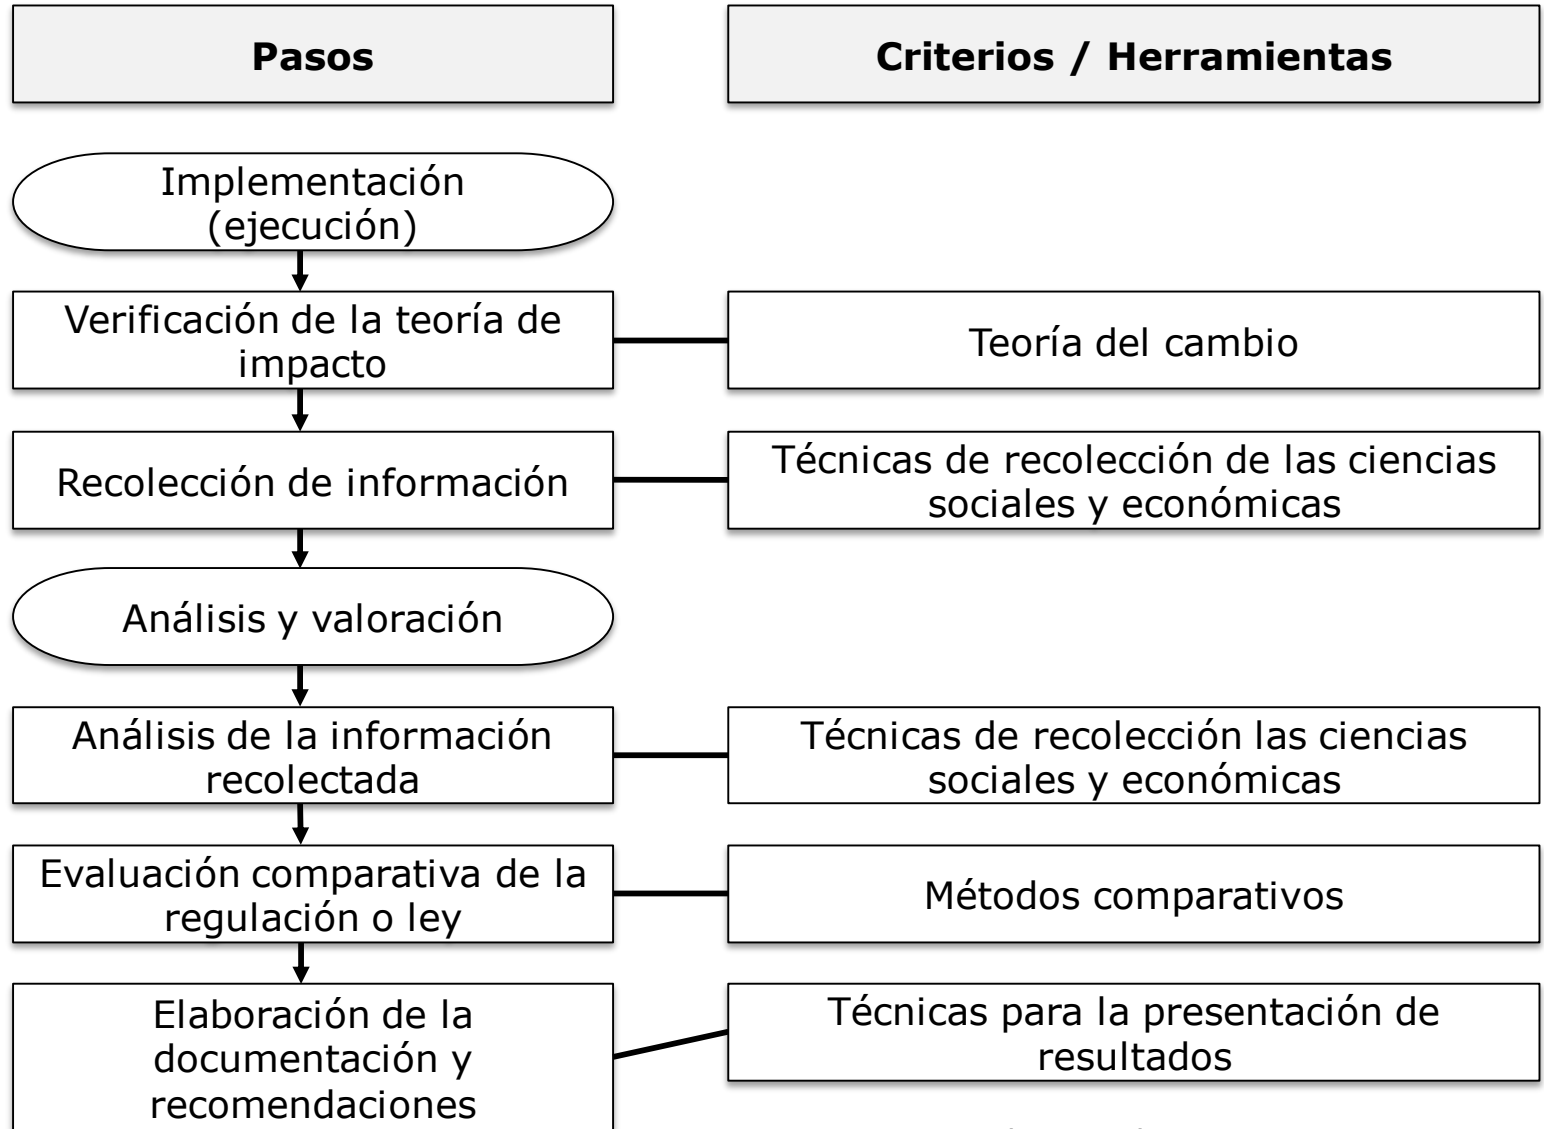 Pasos
Criterios / Herramientas
Implementación
(ejecución)
Verificación de la teoría de
impacto
Teoría del cambio
Recolección de información
Técnicas de recolección de las ciencias
sociales y económicas
Análisis y valoración
Análisis de la información
recolectada
Técnicas de recolección las ciencias
sociales y económicas
Evaluación comparativa de la
regulación o ley
Métodos comparativos
Elaboración de la
documentación y
recomendaciones
Técnicas para la presentación de
resultados